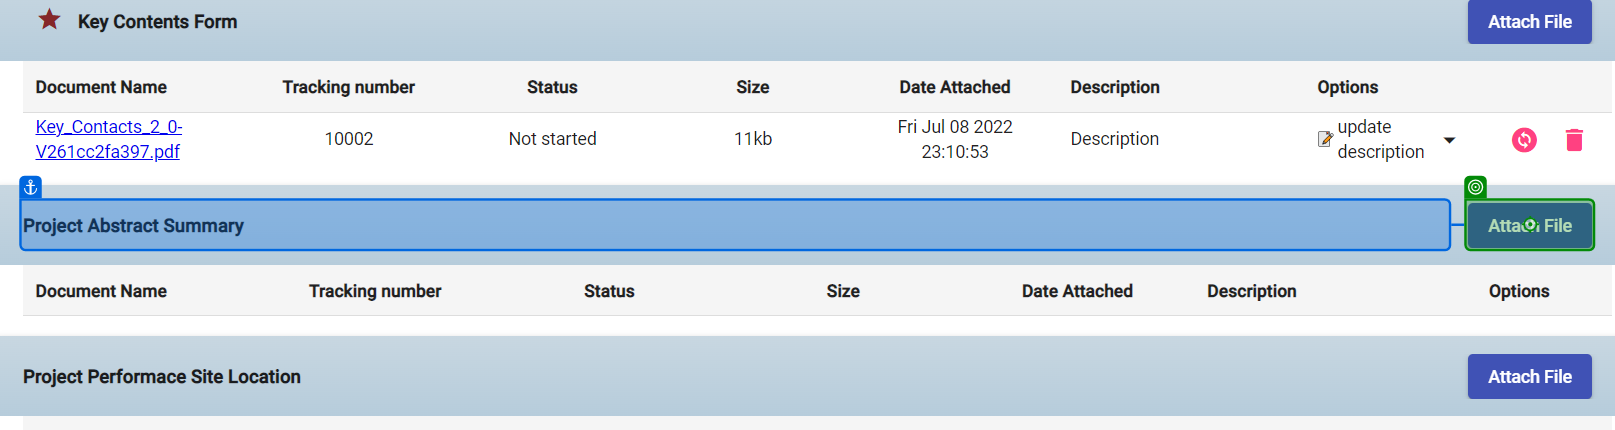 Key Contents Form
Attach File
Document Name Tracking number Status Size Date Attached Description Options
Key_Contacts_2_0-
V261cc2fa397.pdf
10002
Not started
11kb
Fri Jul 08 2022
23:10:53
Description
update
description
Project Abstract Summary
Attach File
Document Name Tracking number Status Size Date Attached Description Options
Project Performace Site Location
Attach File